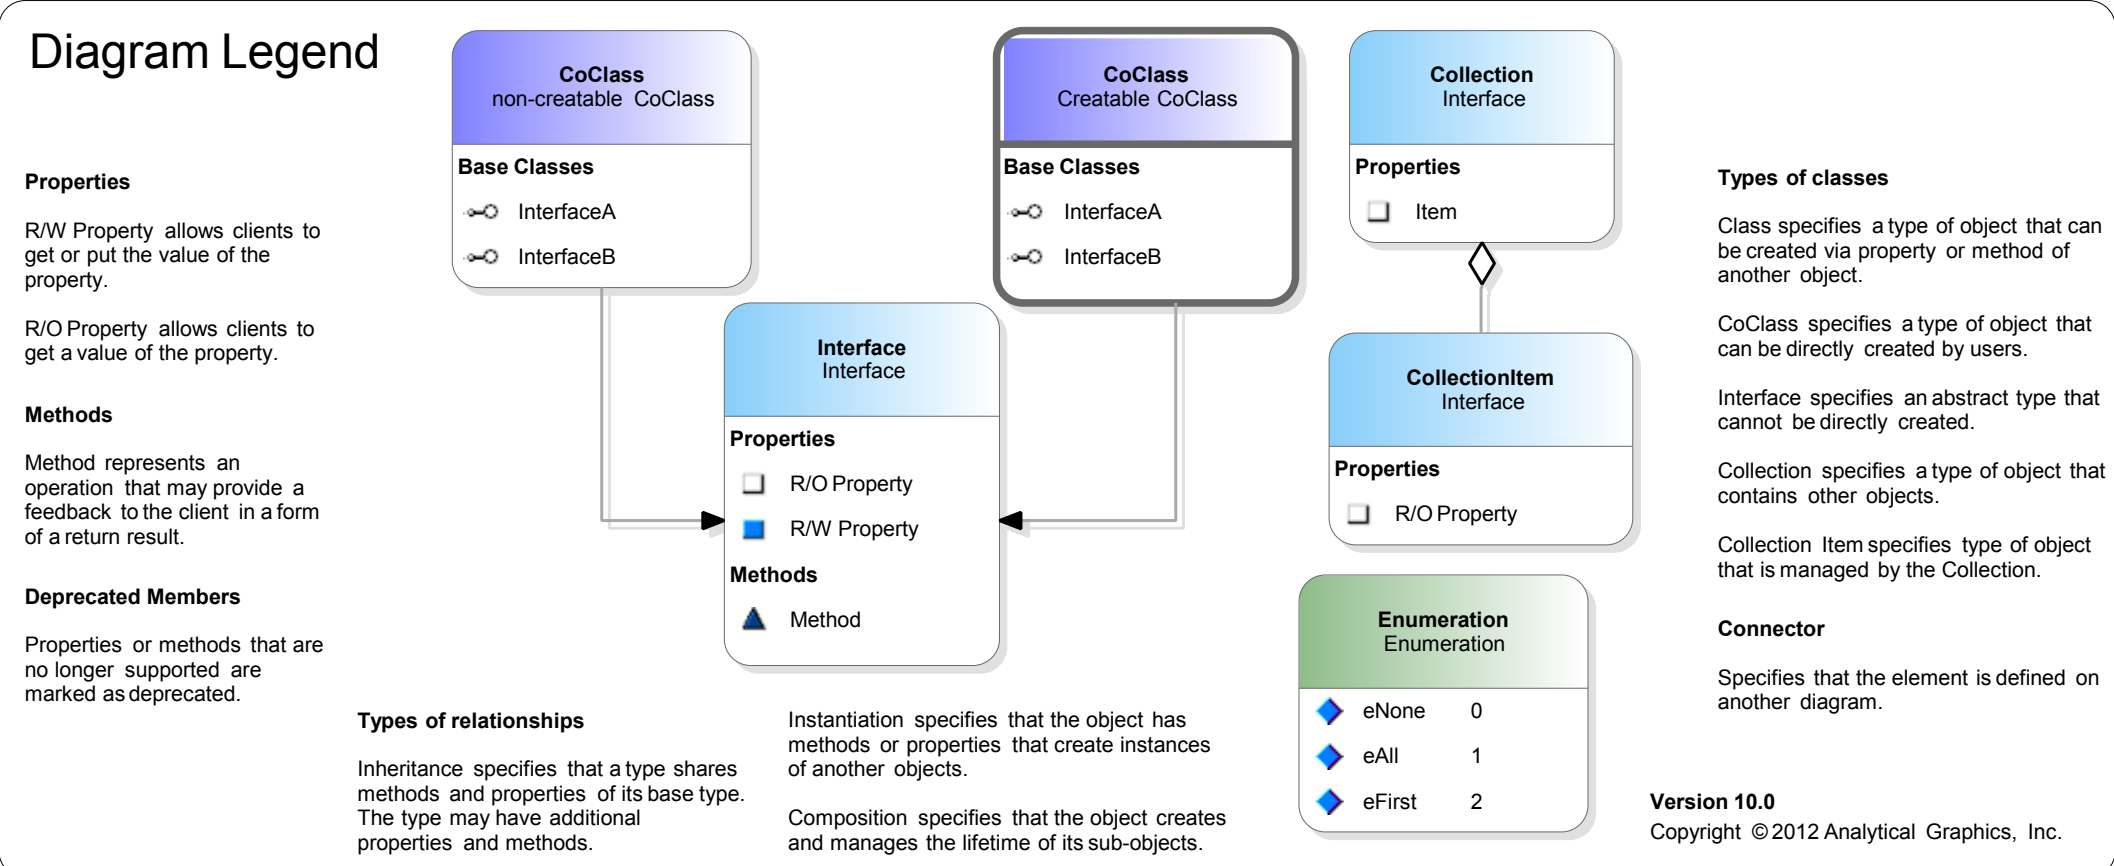 Diagram Legend
Properties
R/W Property allows clients to
get or put the value of the
property.
R/O Property allows clients to
get a value of the property.
Methods
Method represents an
operation that may provide a
feedback to the client in a form
of a return result.
Deprecated Members
Properties or methods that are
no longer supported are
marked as deprecated.
CoClass
non-creatable CoClass
Base Classes
InterfaceA
InterfaceB
Interface
Interface
Properties
R/O Property
R/W Property
Methods
Method
CoClass
Creatable CoClass
Base Classes
InterfaceA
InterfaceB
Collection
Interface
Properties
Item
CollectionItem
Interface
Properties
R/O Property
Enumeration
Enumeration
eNone 0
eAll 1
eFirst 2
Types of relationships
Inheritance specifies that a type shares
methods and properties of its base type.
The type may have additional
properties and methods.
Instantiation specifies that the object has
methods or properties that create instances
of another objects.
Composition specifies that the object creates
and manages the lifetime of its sub-objects.
Types of classes
Class specifies a type of object that can
be created via property or method of
another object.
CoClass specifies a type of object that
can be directly created by users.
Interface specifies an abstract type that
cannot be directly created.
Collection specifies a type of object that
contains other objects.
Collection Item specifies type of object
that is managed by the Collection.
Connector
Specifies that the element is defined on
another diagram.
Version 10.0
Copyright © 2012 Analytical Graphics, Inc.